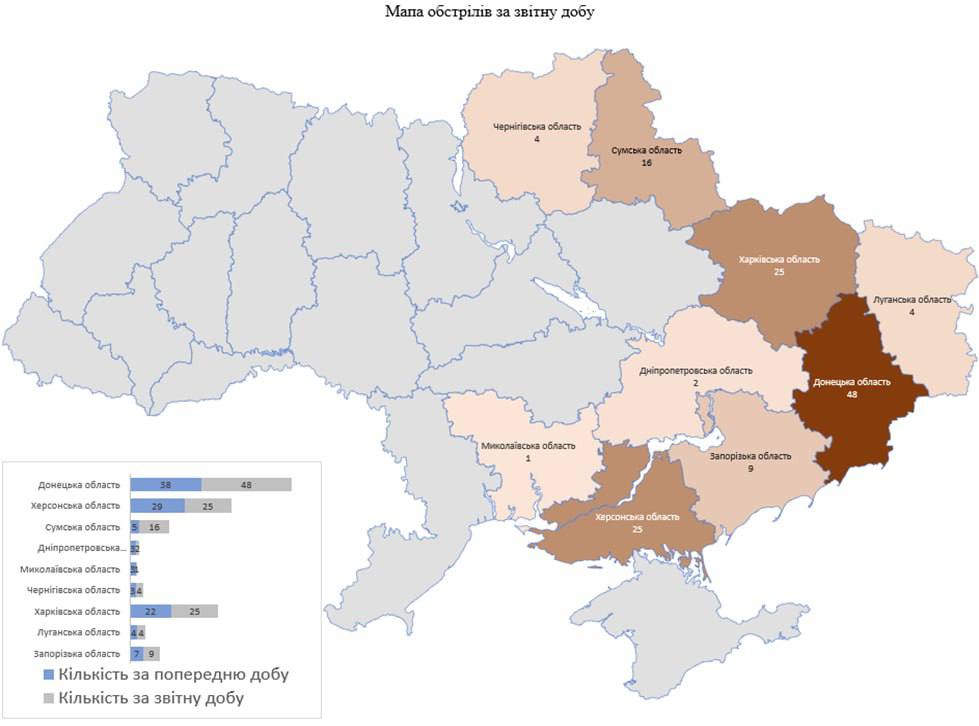 Мапа обстрілів за звітну добу
Чернігівська область
4
Сумська область
16
Харківська область
25
Луганська область
4
Дніпропетровська область
2
Донецька область
48
Миколаївська область
1
Запорізька область
9
Херсонська область
25
Донецька область 38 48
Херсонська область 29 25
Сумська область 5 16
Дніпропетровська... 3 2
Миколаївська область 3 1
Чернігівська область 3 4
Харківська область 22 25
Луганська область 4 4
Запорізька область 7 9
Кількість за попередню добу
Кількість за звітну добу